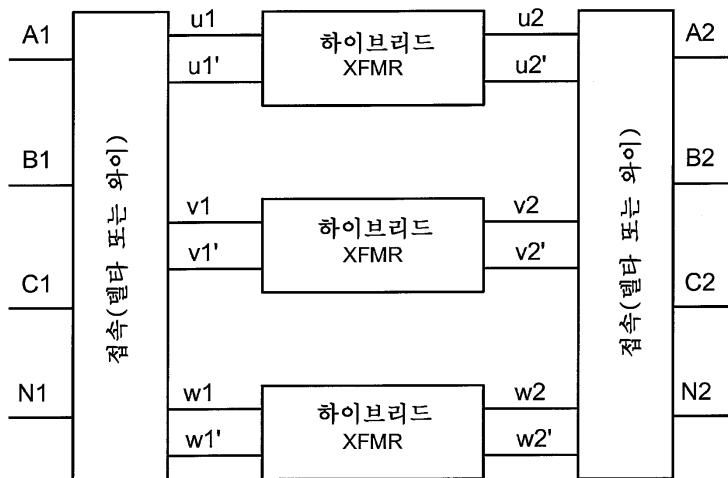 A1
u1
하이브리드
XFMR
u2
A2
u1'
u2'
B1
B2
v1
하이브리드
XFMR
v2
v1'
v2'
접속(델타 또는 와이)
접속(델타 또는 와이)
C1
C2
N1
w1
하이브리드
XFMR
w2
N2
w1'
w2'